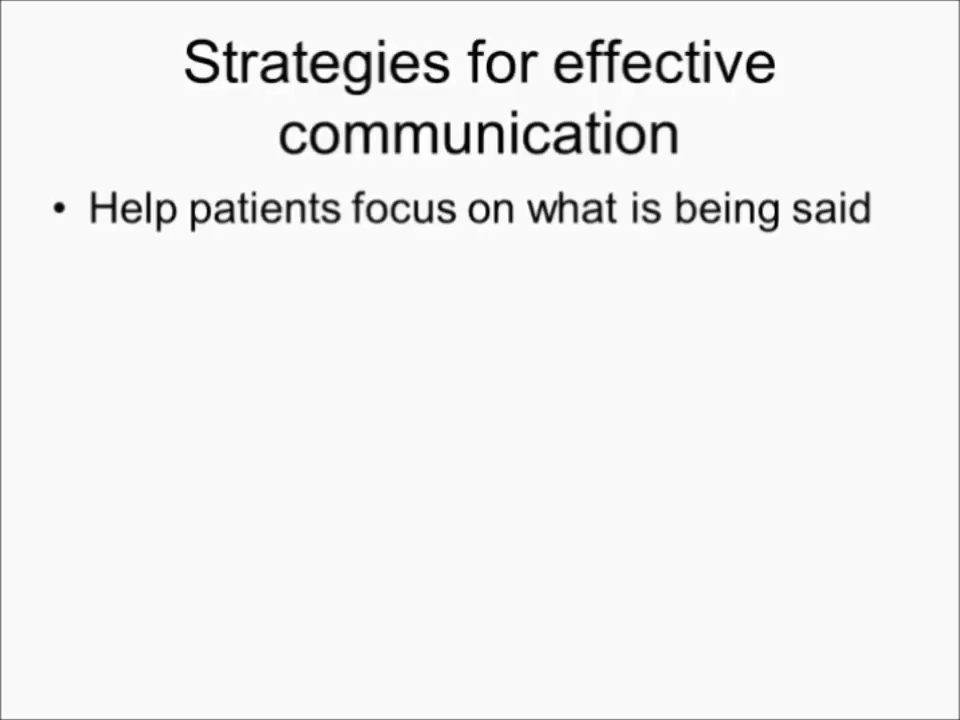 Strategies for effective
communication
• Help patients focus on what is being said